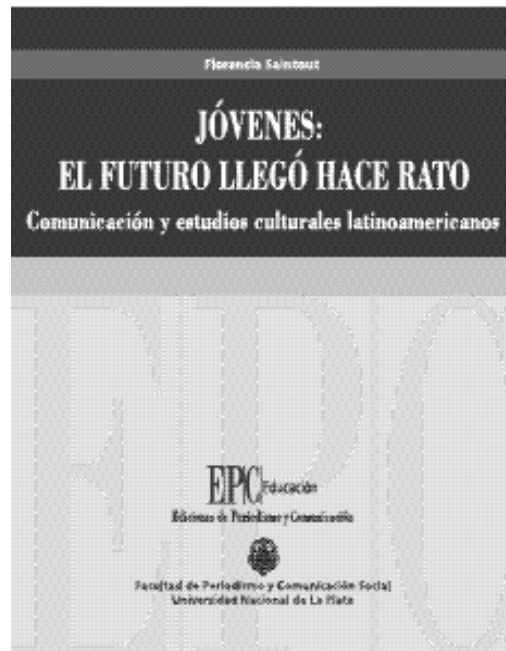 Florencia Saintout
JÓVENES:
EL FUTURO LLEGÓ HACE RATO
Comunicación y estudios culturales latinoamericanos
EPC
EPC Educación
Ediciones de Periodismo y Comunicación
Facultad de Periodismo y Comunicación Social
Universidad Nacional de La Plata